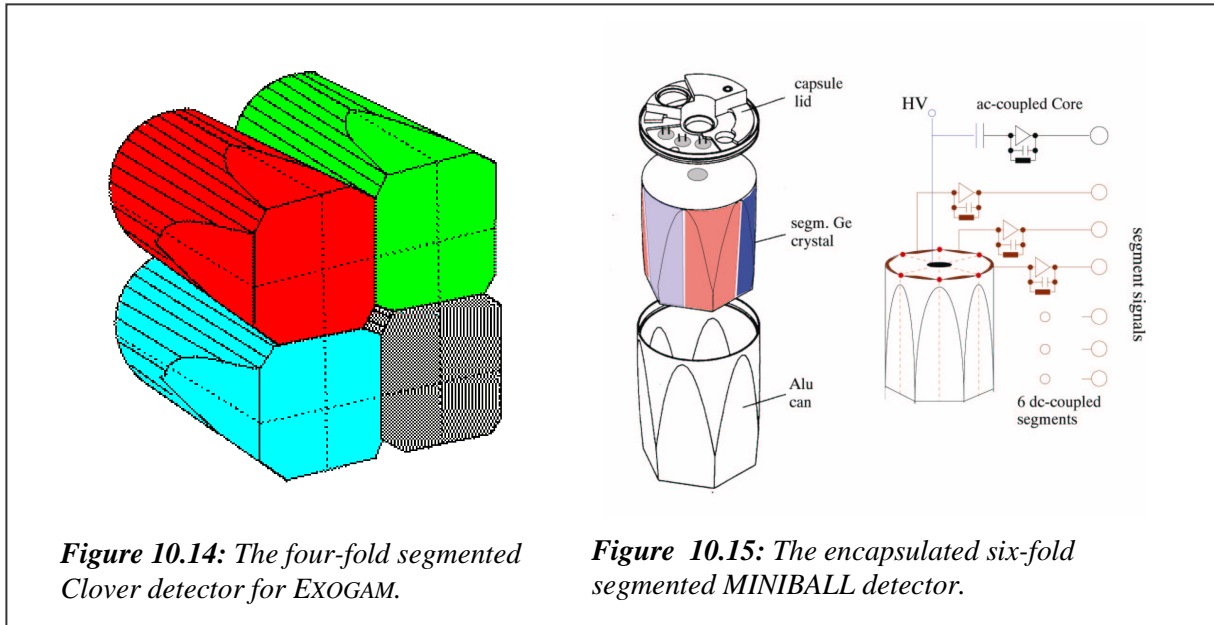 capsule
lid
segm. Ge
crystal
Alu
can
HV
ac-coupled Core
segment signals
6 dc-coupled
segments
Figure 10.14: The four-fold segmented
Clover detector for EXOGAM.
Figure 10.15: The encapsulated six-fold
segmented MINIBALL detector.